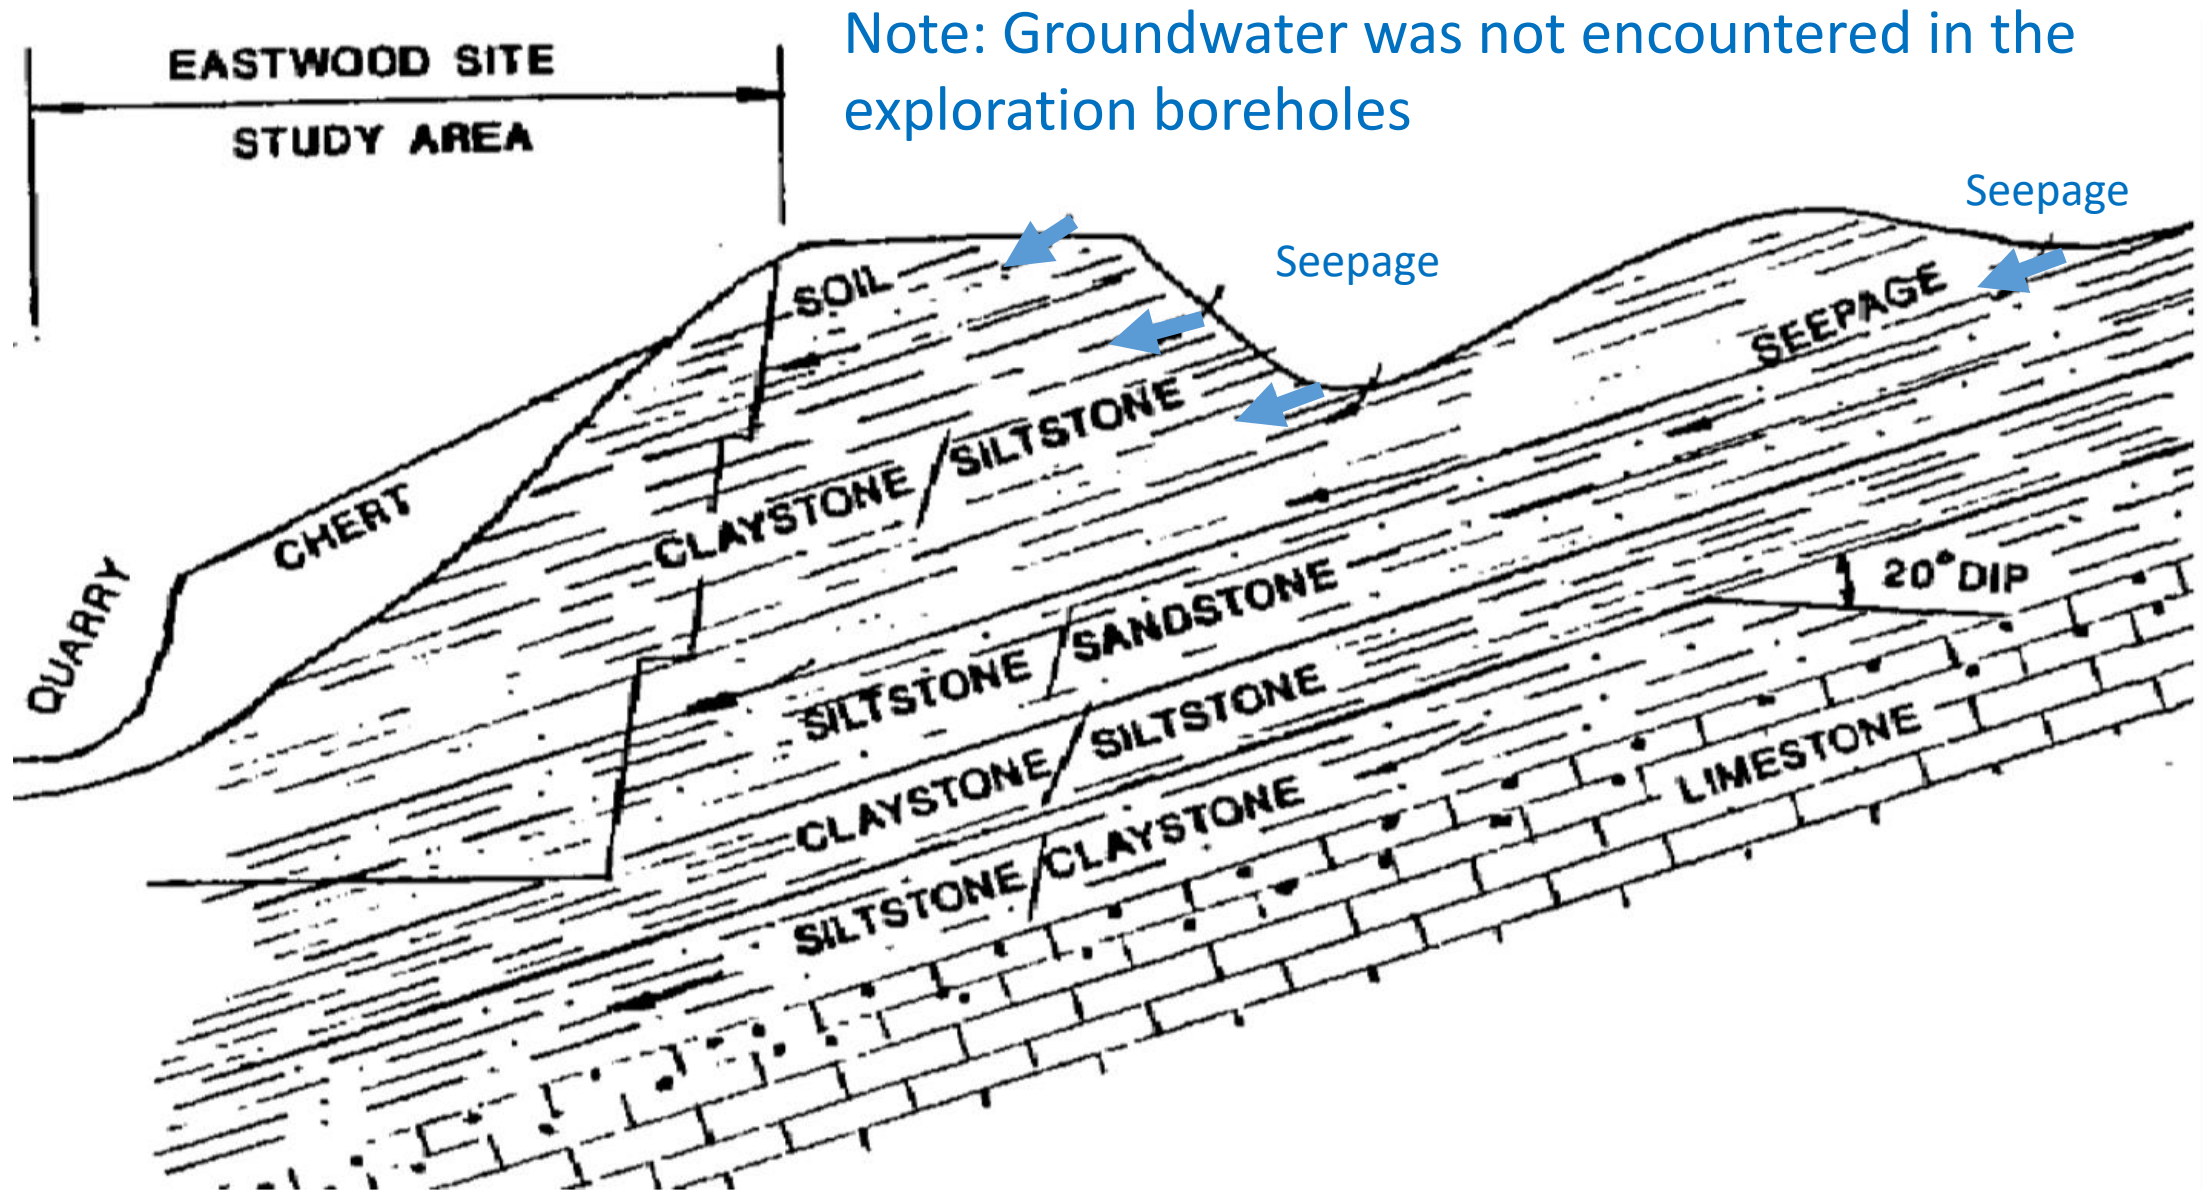 EASTWOOD SITE
STUDY AREA
Note: Groundwater was not encountered in the
exploration boreholes
Seepage
Seepage
SOIL
SEEPAGE
CHERT
QUARRY
CLAYSTONE / SILTSTONE
SILTSTONE / SANDSTONE
20° DIP
CLAYSTONE / SILTSTONE
SILTSTONE / CLAYSTONE
LIMESTONE